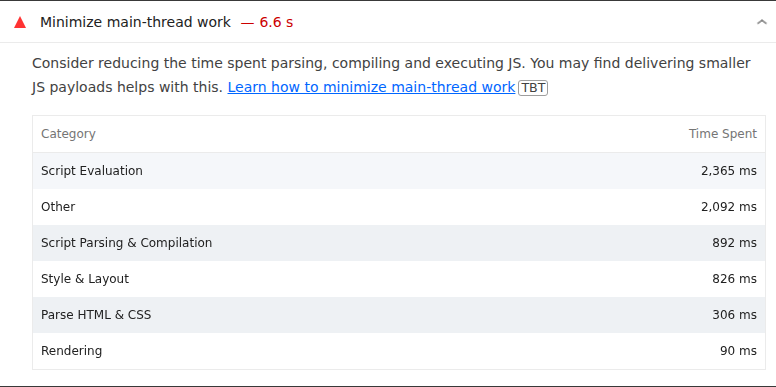 Minimize main-thread work — 6.6 s
Consider reducing the time spent parsing, compiling and executing JS. You may find delivering smaller
JS payloads helps with this. Learn how to minimize main-thread work TBT
Category Time Spent
Script Evaluation 2,365 ms
Other 2,092 ms
Script Parsing & Compilation 892 ms
Style & Layout 826 ms
Parse HTML & CSS 306 ms
Rendering 90 ms